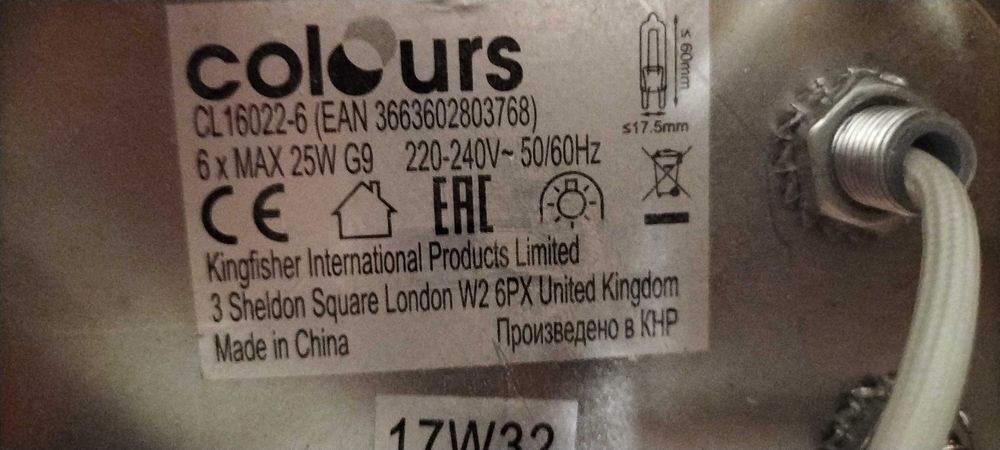 colours
CL16022-6 (EAN 3663602803768)
6 x MAX 25W G9 220-240V~ 50/60Hz
≤ 60mm
≤17.5mm
CE EAC
Kingfisher International Products Limited
3 Sheldon Square London W2 6PX United Kingdom
Made in China Произведено в КНР
17W32